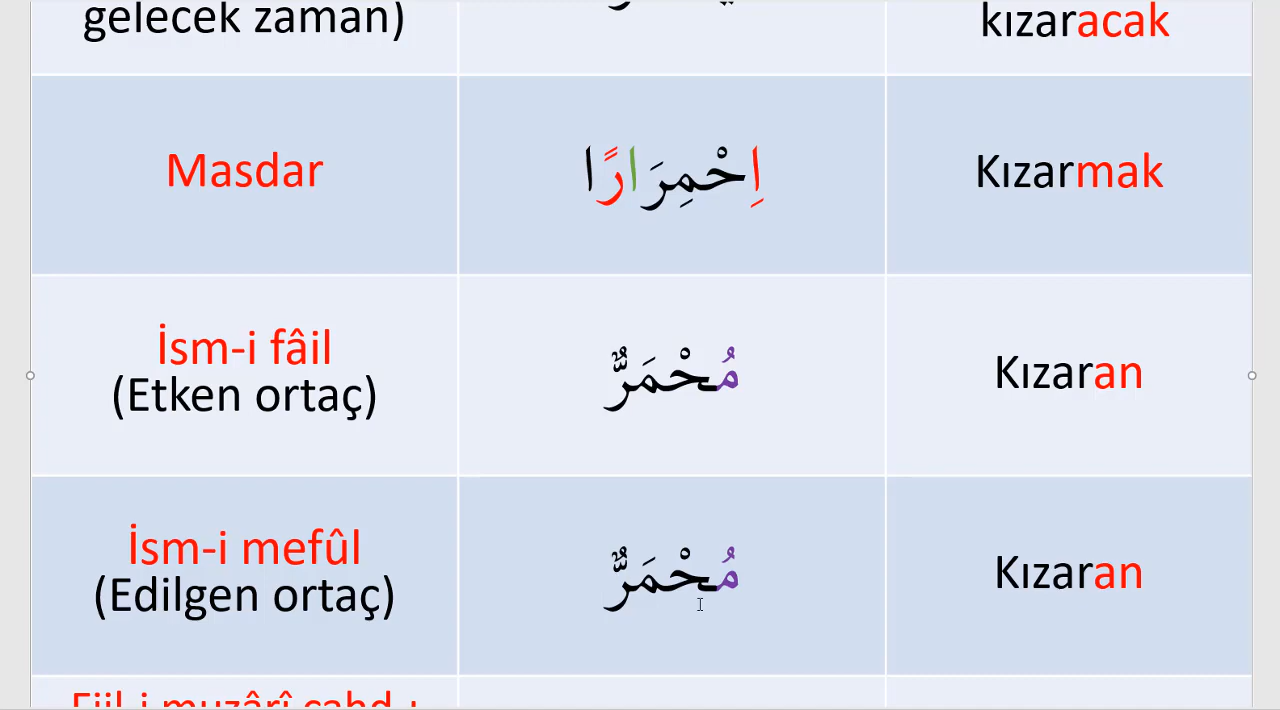 gelecek zaman)
kızaracak
Masdar
اِحْمِرَارًا
Kızarmak
İsm-i fâil
(Etken ortaç)
مُحْمَرٌّ
Kızaran
İsm-i mefûl
(Edilgen ortaç)
مُحْمَرٌّ
Kızaran